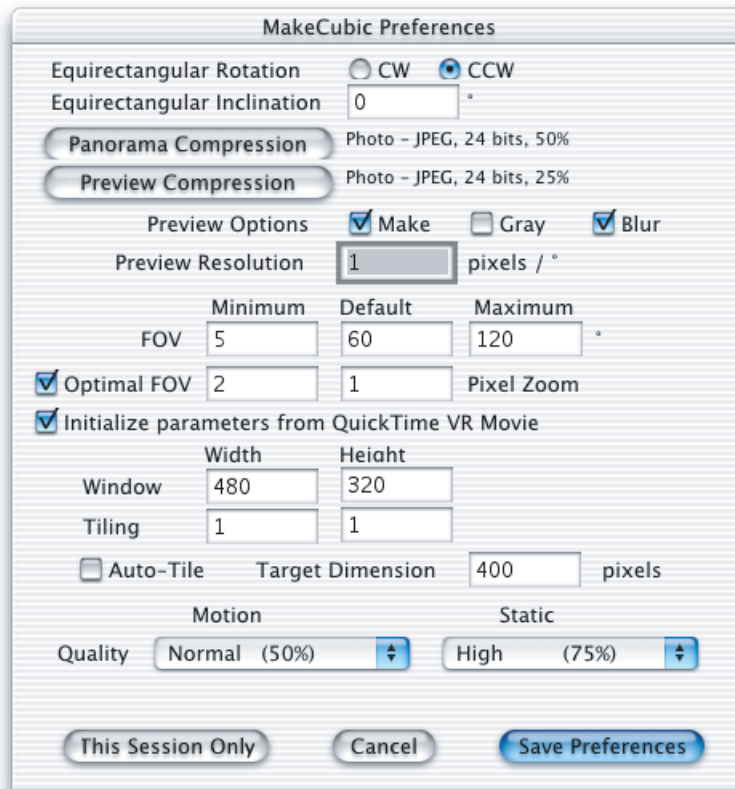 MakeCubic Preferences
Equirectangular Rotation CW CCW
Equirectangular Inclination 0 °
Panorama Compression Photo – JPEG, 24 bits, 50%
Preview Compression Photo – JPEG, 24 bits, 25%
Preview Options Make Gray Blur
Preview Resolution 1 pixels / °
Minimum Default Maximum
FOV 5 60 120 °
Optimal FOV 2 1 Pixel Zoom
Initialize parameters from QuickTime VR Movie
Width Height
Window 480 320
Tiling 1 1
Auto-Tile Target Dimension 400 pixels
Motion Static
Quality Normal (50%) High (75%)
This Session Only Cancel Save Preferences